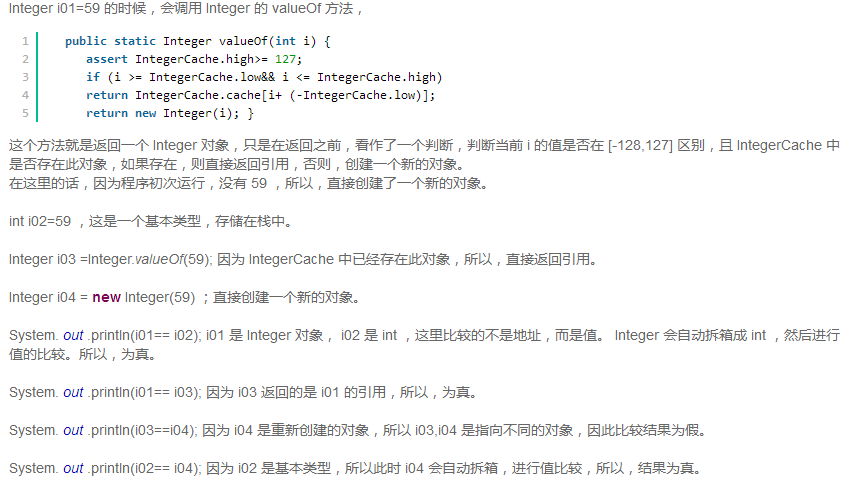 Integer i01=59 的时候，会调用 Integer 的 valueOf 方法，
1 public static Integer valueOf(int i) {
2 assert IntegerCache.high>= 127;
3 if (i >= IntegerCache.low&& i <= IntegerCache.high)
4 return IntegerCache.cache[i+ (-IntegerCache.low)];
5 return new Integer(i); }
这个方法就是返回一个 Integer 对象，只是在返回之前，看作了一个判断，判断当前 i 的值是否在 [-128,127] 区别，且 IntegerCache 中
是否存在此对象，如果存在，则直接返回引用，否则，创建一个新的对象。
在这里的话，因为程序初次运行，没有 59 ，所以，直接创建了一个新的对象。
int i02=59 ，这是一个基本类型，存储在栈中。
Integer i03 =Integer.valueOf(59); 因为 IntegerCache 中已经存在此对象，所以，直接返回引用。
Integer i04 = new Integer(59) ；直接创建一个新的对象。
System. out .println(i01== i02); i01 是 Integer 对象， i02 是 int ，这里比较的不是地址，而是值。 Integer 会自动拆箱成 int ，然后进行
值的比较。所以，为真。
System. out .println(i01== i03); 因为 i03 返回的是 i01 的引用，所以，为真。
System. out .println(i03==i04); 因为 i04 是重新创建的对象，所以 i03,i04 是指向不同的对象，因此比较结果为假。
System. out .println(i02== i04); 因为 i02 是基本类型，所以此时 i04 会自动拆箱，进行值比较，所以，结果为真。